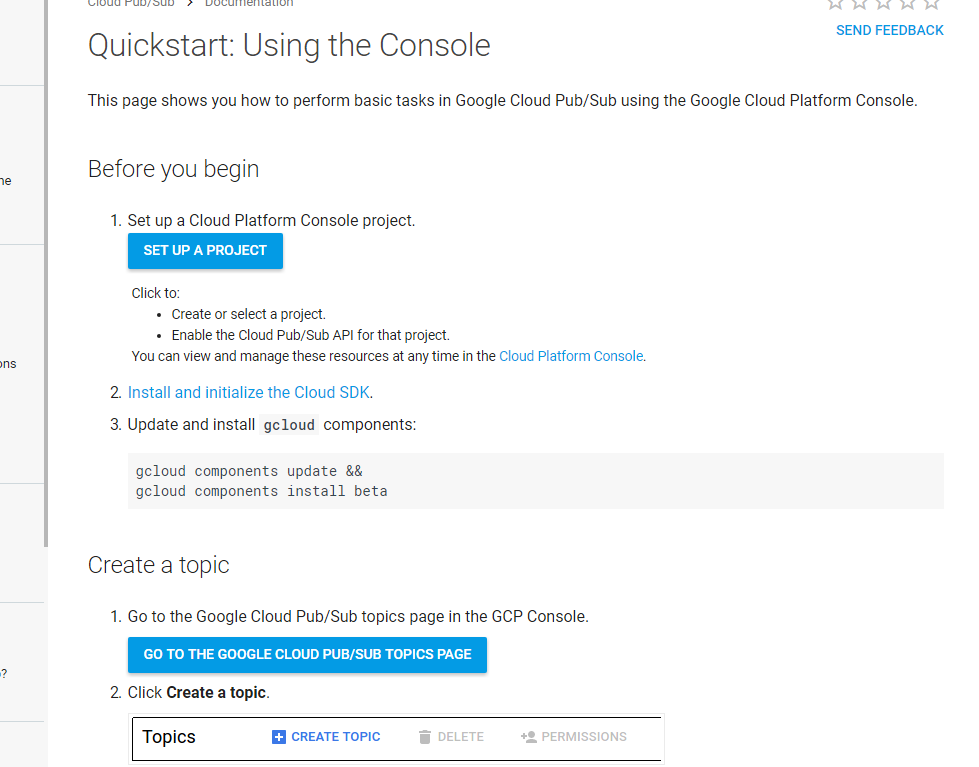 Cloud Pub/Sub > Documentation
Quickstart: Using the Console
SEND FEEDBACK
This page shows you how to perform basic tasks in Google Cloud Pub/Sub using the Google Cloud Platform Console.
Before you begin
1. Set up a Cloud Platform Console project.
SET UP A PROJECT
Click to:
• Create or select a project.
• Enable the Cloud Pub/Sub API for that project.
You can view and manage these resources at any time in the Cloud Platform Console.
2. Install and initialize the Cloud SDK.
3. Update and install gcloud components:
gcloud components update &&
gcloud components install beta
Create a topic
1. Go to the Google Cloud Pub/Sub topics page in the GCP Console.
GO TO THE GOOGLE CLOUD PUB/SUB TOPICS PAGE
2. Click Create a topic.
Topics CREATE TOPIC DELETE PERMISSIONS